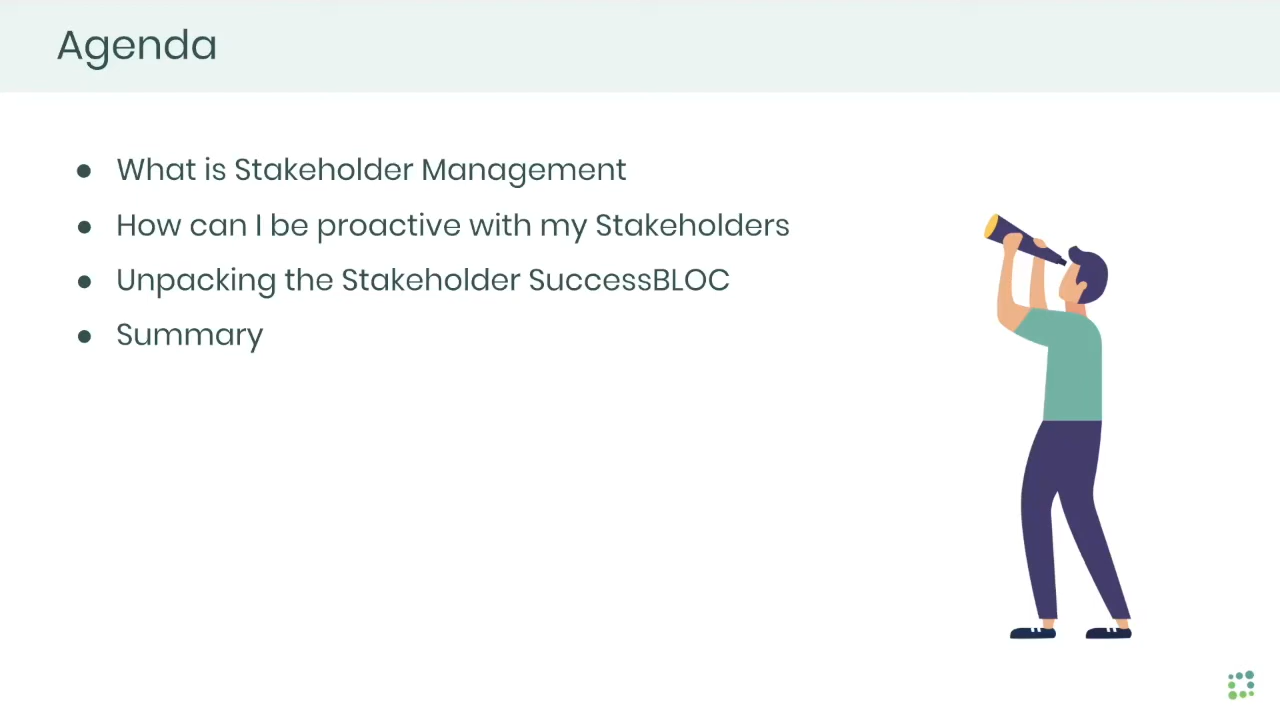 Agenda
● What is Stakeholder Management
● How can I be proactive with my Stakeholders
● Unpacking the Stakeholder SuccessBLOC
● Summary